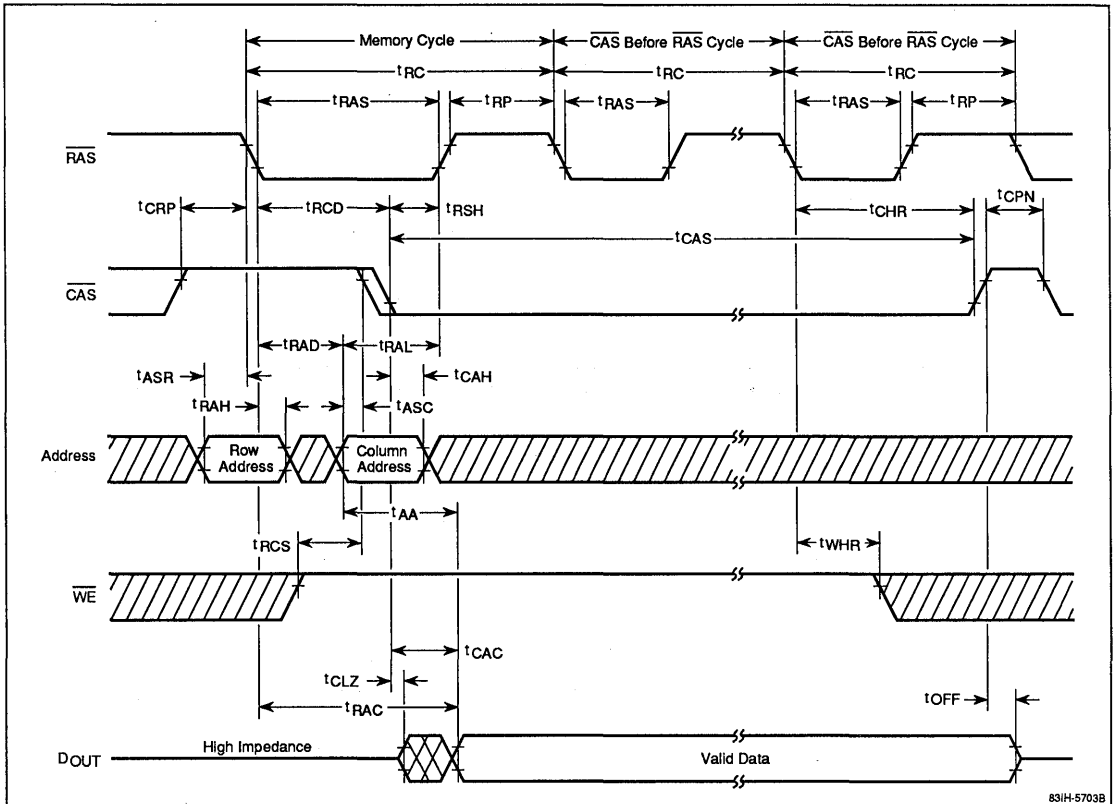 Memory Cycle
CAS Before RAS Cycle
CAS Before RAS Cycle
tRC
tRC
tRC
tRAS
tRP
tRAS
tRAS
tRP
RAS
tCRP
tRCD
tRSH
tCHR
tCPN
tCAS
CAS
tRAD
tRAL
tASR
tCAH
tRAH
tASC
Address
Row
Address
Column
Address
tAA
tRCS
tWHR
WE
tCAC
tCLZ
tOFF
tRAC
DOUT
High Impedance
Valid Data
83IH-5703B